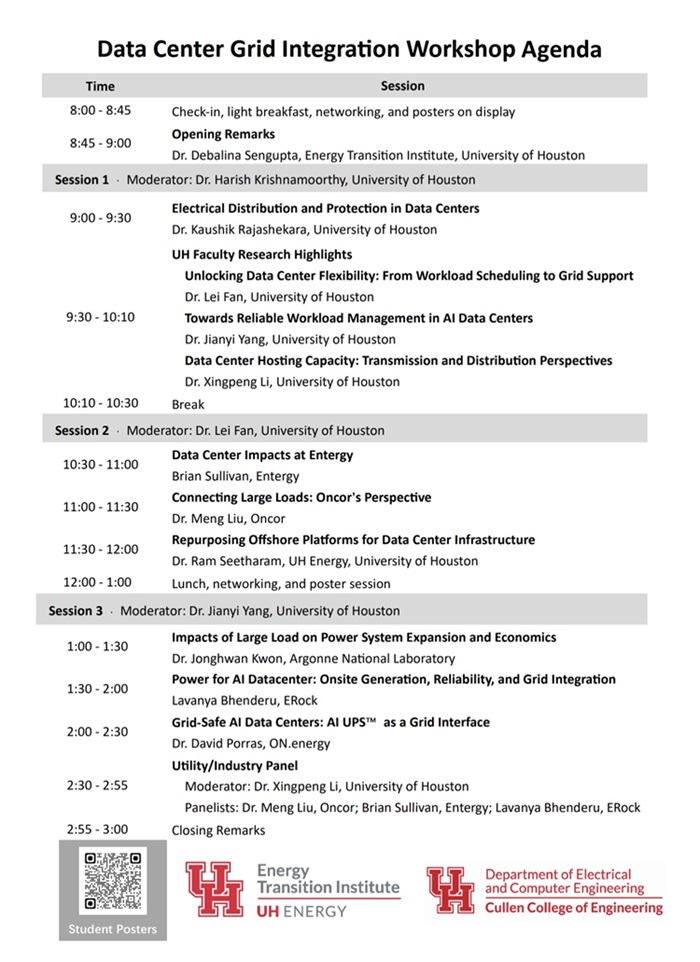 Data Center Grid Integration Workshop Agenda
Time Session
8:00 - 8:45 Check-in, light breakfast, networking, and posters on display
8:45 - 9:00 Opening Remarks
Dr. Debalina Sengupta, Energy Transition Institute, University of Houston
Session 1 · Moderator: Dr. Harish Krishnamoorthy, University of Houston
9:00 - 9:30 Electrical Distribution and Protection in Data Centers
Dr. Kaushik Rajashekara, University of Houston
9:30 - 10:10 UH Faculty Research Highlights
Unlocking Data Center Flexibility: From Workload Scheduling to Grid Support
Dr. Lei Fan, University of Houston
Towards Reliable Workload Management in AI Data Centers
Dr. Jianyi Yang, University of Houston
Data Center Hosting Capacity: Transmission and Distribution Perspectives
Dr. Xingpeng Li, University of Houston
10:10 - 10:30 Break
Session 2 · Moderator: Dr. Lei Fan, University of Houston
10:30 - 11:00 Data Center Impacts at Entergy
Brian Sullivan, Entergy
11:00 - 11:30 Connecting Large Loads: Oncor's Perspective
Dr. Meng Liu, Oncor
11:30 - 12:00 Repurposing Offshore Platforms for Data Center Infrastructure
Dr. Ram Seetharam, UH Energy, University of Houston
12:00 - 1:00 Lunch, networking, and poster session
Session 3 · Moderator: Dr. Jianyi Yang, University of Houston
1:00 - 1:30 Impacts of Large Load on Power System Expansion and Economics
Dr. Jonghwan Kwon, Argonne National Laboratory
1:30 - 2:00 Power for AI Datacenter: Onsite Generation, Reliability, and Grid Integration
Lavanya Bhenderu, ERock
2:00 - 2:30 Grid-Safe AI Data Centers: AI UPS™ as a Grid Interface
Dr. David Porras, ON.energy
2:30 - 2:55 Utility/Industry Panel
Moderator: Dr. Xingpeng Li, University of Houston
Panelists: Dr. Meng Liu, Oncor; Brian Sullivan, Entergy; Lavanya Bhenderu, ERock
2:55 - 3:00 Closing Remarks
Student Posters
UH
Energy
Transition Institute
UH ENERGY
UH
Department of Electrical
and Computer Engineering
Cullen College of Engineering